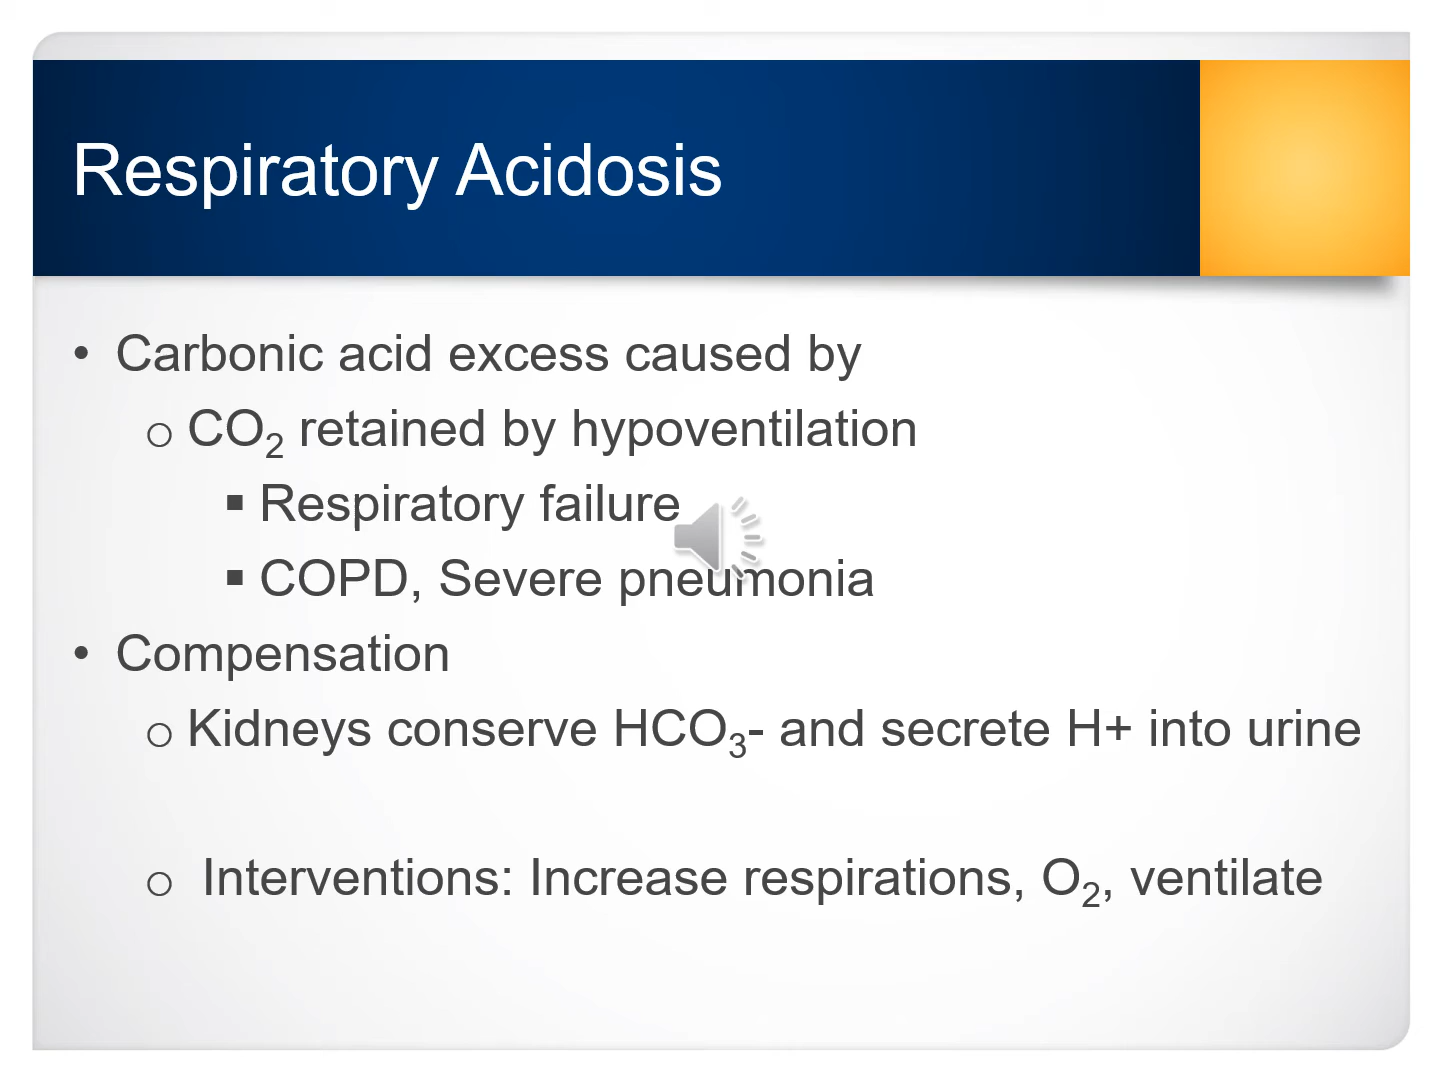 Respiratory Acidosis
• Carbonic acid excess caused by
o CO₂ retained by hypoventilation
▪ Respiratory failure
▪ COPD, Severe pneumonia
• Compensation
o Kidneys conserve HCO₃- and secrete H+ into urine
o Interventions: Increase respirations, O₂, ventilate